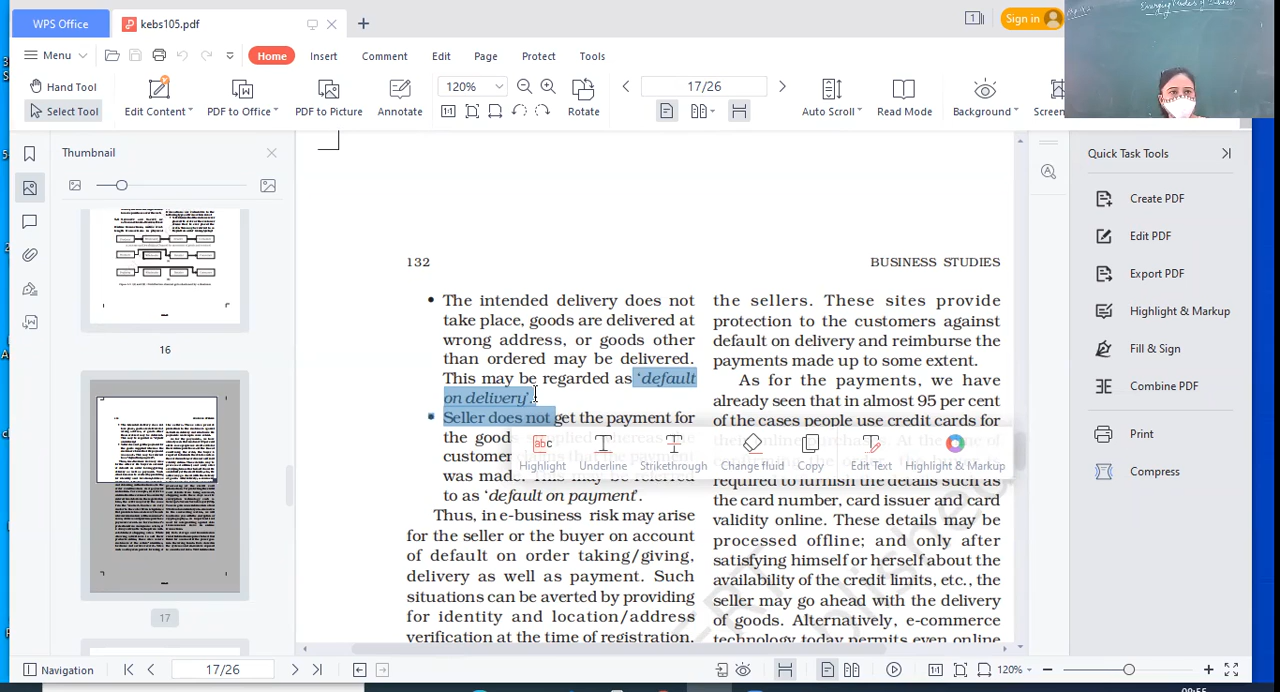 WPS Office
kebs105.pdf
Sign in
Emerging Modes of Business
Menu
Home
Insert
Comment
Edit
Page
Protect
Tools
Hand Tool
Select Tool
Edit Content
PDF to Office
PDF to Picture
Annotate
120%
Rotate
17/26
Auto Scroll
Read Mode
Background
Screen
Thumbnail
16
17
132
BUSINESS STUDIES
• The intended delivery does not
take place, goods are delivered at
wrong address, or goods other
than ordered may be delivered.
This may be regarded as ‘default
on delivery’.
• Seller does not get the payment for
the goods
customer
was made. This may be referred
to as ‘default on payment’.
Thus, in e-business risk may arise
for the seller or the buyer on account
of default on order taking/giving,
delivery as well as payment. Such
situations can be averted by providing
for identity and location/address
verification at the time of registration,
the sellers. These sites provide
protection to the customers against
default on delivery and reimburse the
payments made up to some extent.
As for the payments, we have
already seen that in almost 95 per cent
of the cases people use credit cards for
required to furnish the details such as
the card number, card issuer and card
validity online. These details may be
processed offline; and only after
satisfying himself or herself about the
availability of the credit limits, etc., the
seller may go ahead with the delivery
of goods. Alternatively, e-commerce
technology today permits even online
Highlight
Underline
Strikethrough
Change fluid
Copy
Edit Text
Highlight & Markup
Quick Task Tools
Create PDF
Edit PDF
Export PDF
Highlight & Markup
Fill & Sign
Combine PDF
Print
Compress
Navigation
17/26
120%
09:55